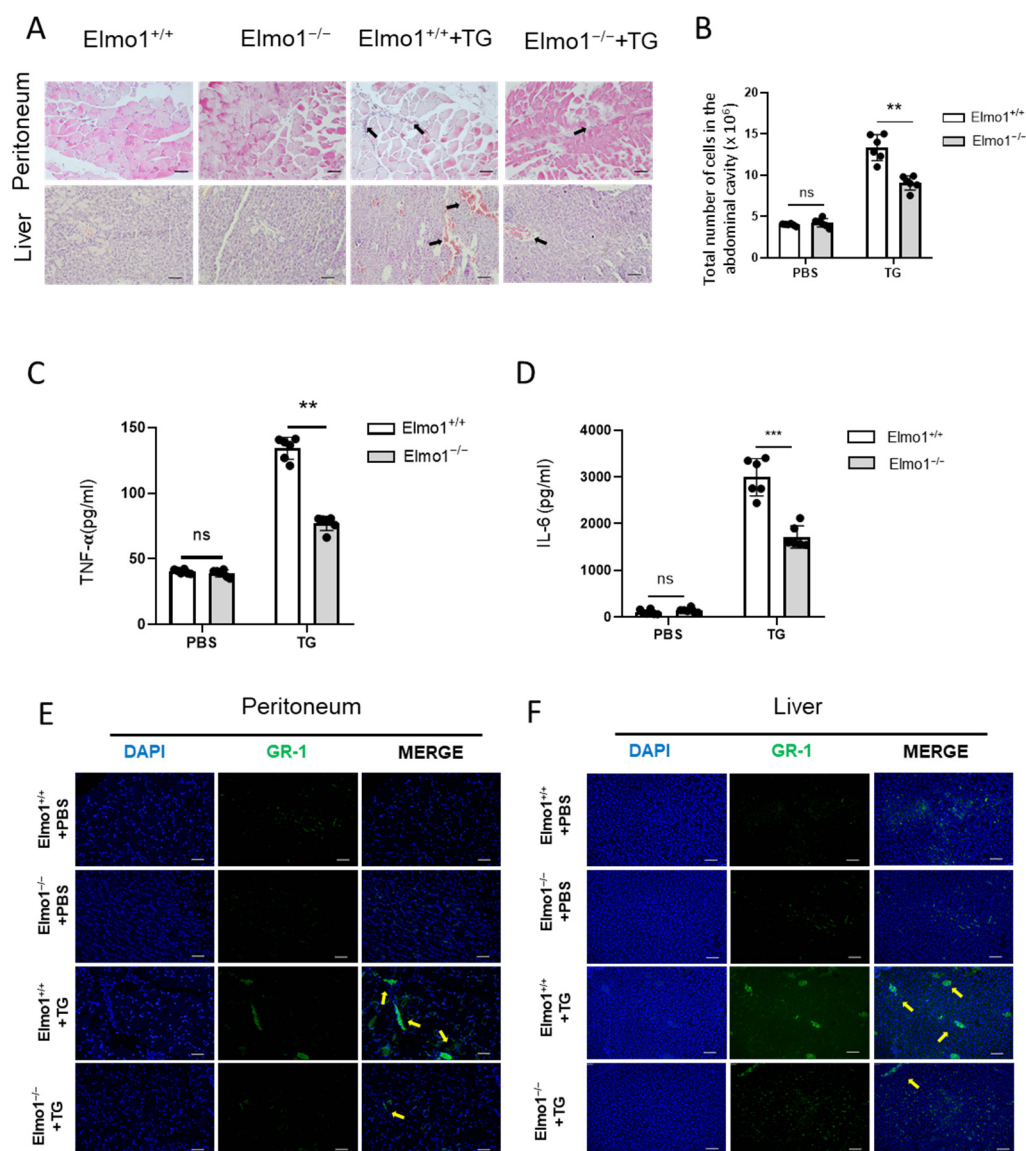 A
Elmo1+/+
Elmo1−/−
Elmo1+/++TG
Elmo1−/−+TG
Peritoneum
Liver
B
Total number of cells in the
abdominal cavity (x 10⁶)
20
15
10
5
0
ns
**
PBS
TG
Elmo1+/+
Elmo1−/−
C
TNF-α(pg/ml)
150
100
50
0
ns
**
PBS
TG
Elmo1+/+
Elmo1−/−
D
IL-6 (pg/ml)
4000
3000
2000
1000
0
ns
***
PBS
TG
Elmo1+/+
Elmo1−/−
E
Peritoneum
DAPI
GR-1
MERGE
Elmo1+/+
+PBS
Elmo1−/−
+PBS
Elmo1+/+
+TG
Elmo1−/−
+TG
F
Liver
DAPI
GR-1
MERGE
Elmo1+/+
+PBS
Elmo1−/−
+PBS
Elmo1+/+
+TG
Elmo1−/−
+TG